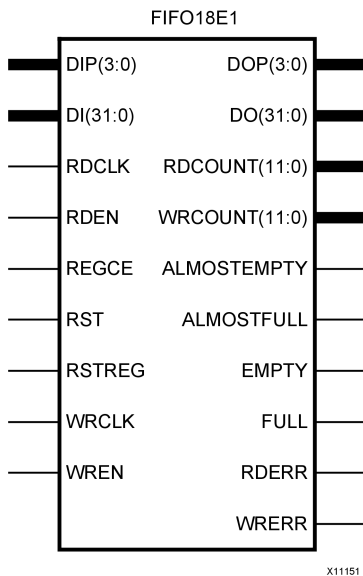 FIFO18E1
DIP(3:0) DOP(3:0)
DI(31:0) DO(31:0)
RDCLK RDCOUNT(11:0)
RDEN WRCOUNT(11:0)
REGCE ALMOSTEMPTY
RST ALMOSTFULL
RSTREG EMPTY
WRCLK FULL
WREN RDERR
WRERR
X11151